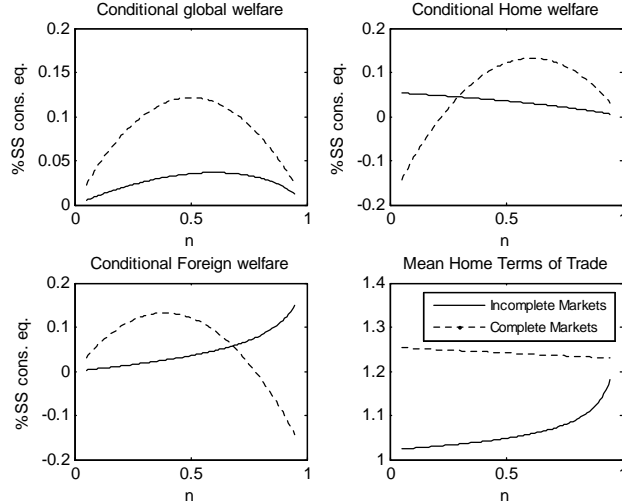 Conditional global welfare
%SS cons. eq.
0.2
0.15
0.1
0.05
0
0
0.5
1
n
Conditional Home welfare
%SS cons. eq.
0.2
0.1
0
-0.1
-0.2
0
0.5
1
n
Conditional Foreign welfare
%SS cons. eq.
0.2
0.1
0
-0.1
-0.2
0
0.5
1
n
Mean Home Terms of Trade
1.4
1.3
1.2
1.1
1
0
0.5
1
n
Incomplete Markets
Complete Markets